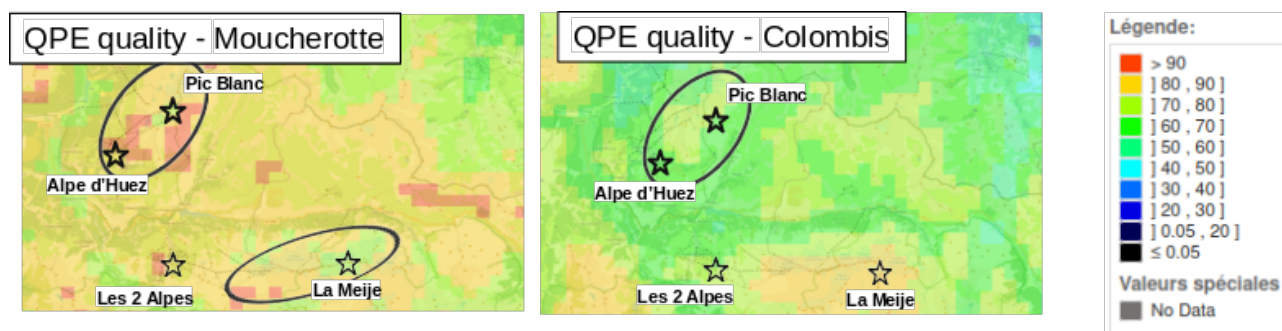 QPE quality - Moucherotte
Pic Blanc
Alpe d'Huez
Les 2 Alpes
La Meije
QPE quality - Colombis
Pic Blanc
Alpe d'Huez
Les 2 Alpes
La Meije
Légende:
> 90
] 80 , 90 ]
] 70 , 80 ]
] 60 , 70 ]
] 50 , 60 ]
] 40 , 50 ]
] 30 , 40 ]
] 20 , 30 ]
] 0.05 , 20 ]
≤ 0.05
Valeurs spéciales
No Data